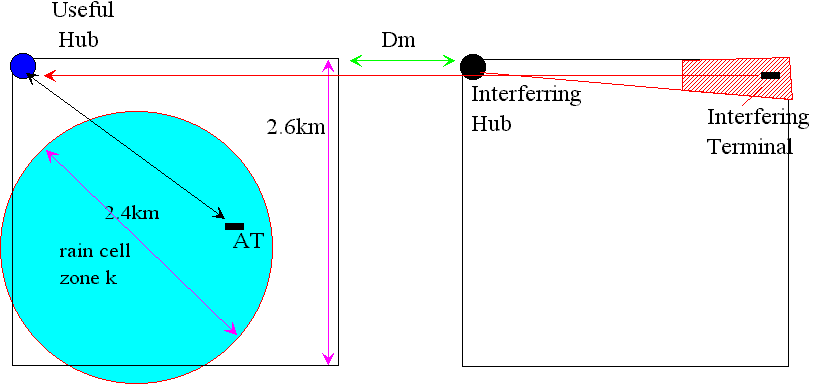 Useful
Hub
Dm
2.6km
Interferring
Hub
Interfering
Terminal
2.4km
AT
rain cell
zone k